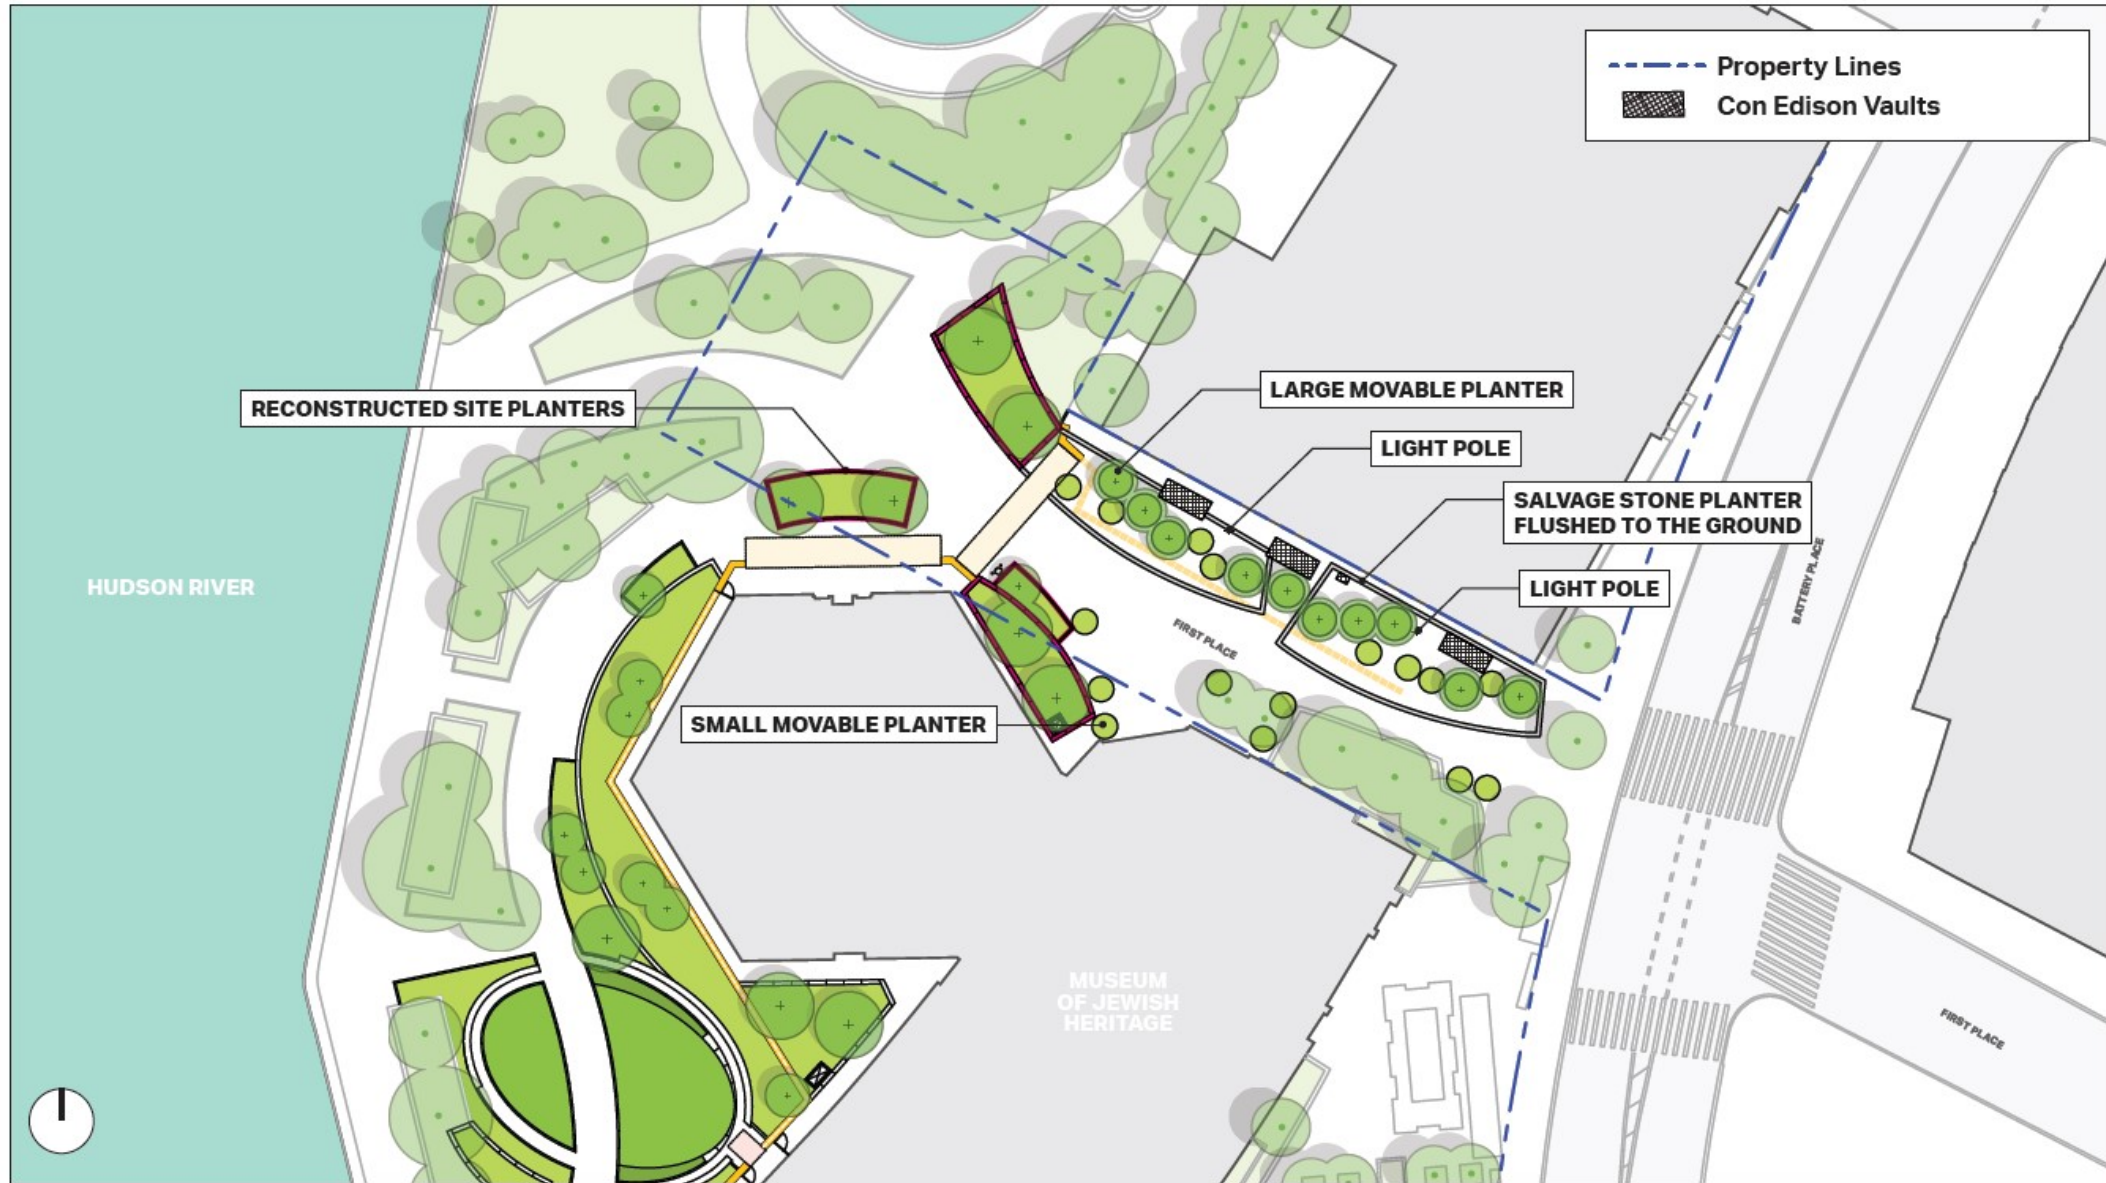 Property Lines
Con Edison Vaults
LARGE MOVABLE PLANTER
RECONSTRUCTED SITE PLANTERS
LIGHT POLE
SALVAGE STONE PLANTER
FLUSHED TO THE GROUND
BATTERY PLACE
HUDSON RIVER
LIGHT POLE
FIRST PLACE
SMALL MOVABLE PLANTER
MUSEUM
OF JEWISH
HERITAGE
FIRST PLACE